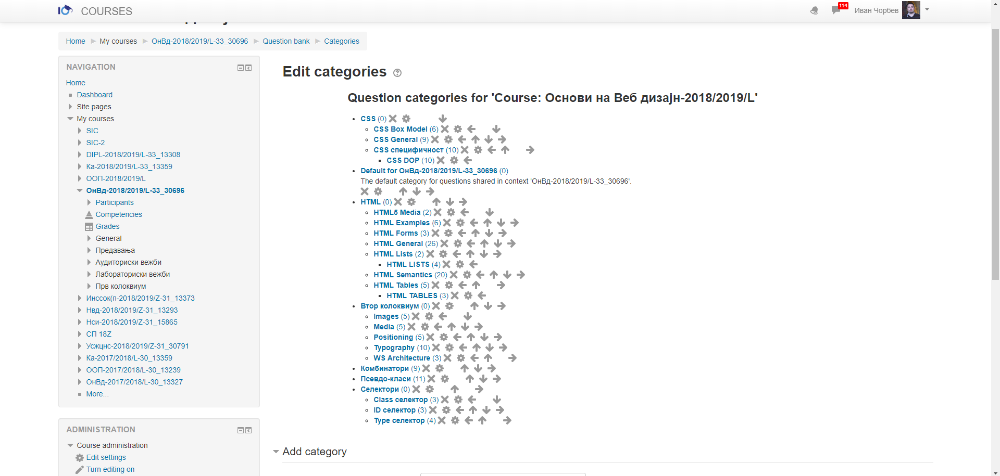 COURSES
114
Иван Чорбев
Home
My courses
ОнВд-2018/2019/L-33_30696
Question bank
Categories
NAVIGATION
Home
Dashboard
Site pages
My courses
SIC
SIC-2
DIPL-2018/2019/L-33_13308
Ка-2018/2019/L-33_13359
ООП-2018/2019/L
ОнВд-2018/2019/L-33_30696
Participants
Competencies
Grades
General
Предавања
Аудиториски вежби
Лабораториски вежби
Прв колоквиум
Инссок(п-2018/2019/Z-31_13373
Нвд-2018/2019/Z-31_13293
Нси-2018/2019/Z-31_15865
СП 18Z
Усжцнс-2018/2019/Z-31_30791
Ка-2017/2018/L-30_13359
ООП-2017/2018/L-30_13239
ОнВд-2017/2018/L-30_13327
More...
ADMINISTRATION
Course administration
Edit settings
Turn editing on
Edit categories
Question categories for 'Course: Основи на Веб дизајн-2018/2019/L'
CSS (0)
CSS Box Model (6)
CSS General (9)
CSS специфичност (10)
CSS DOP (10)
Default for ОнВд-2018/2019/L-33_30696 (0)
The default category for questions shared in context 'ОнВд-2018/2019/L-33_30696'.
HTML (0)
HTML5 Media (2)
HTML Examples (6)
HTML Forms (3)
HTML General (26)
HTML Lists (2)
HTML LISTS (4)
HTML Semantics (20)
HTML Tables (5)
HTML TABLES (3)
Втор колоквиум (0)
Images (5)
Media (5)
Positioning (5)
Typography (10)
WS Architecture (3)
Комбинатори (9)
Псевдо-класи (11)
Селектори (0)
Class селектор (3)
ID селектор (3)
Type селектор (4)
Add category